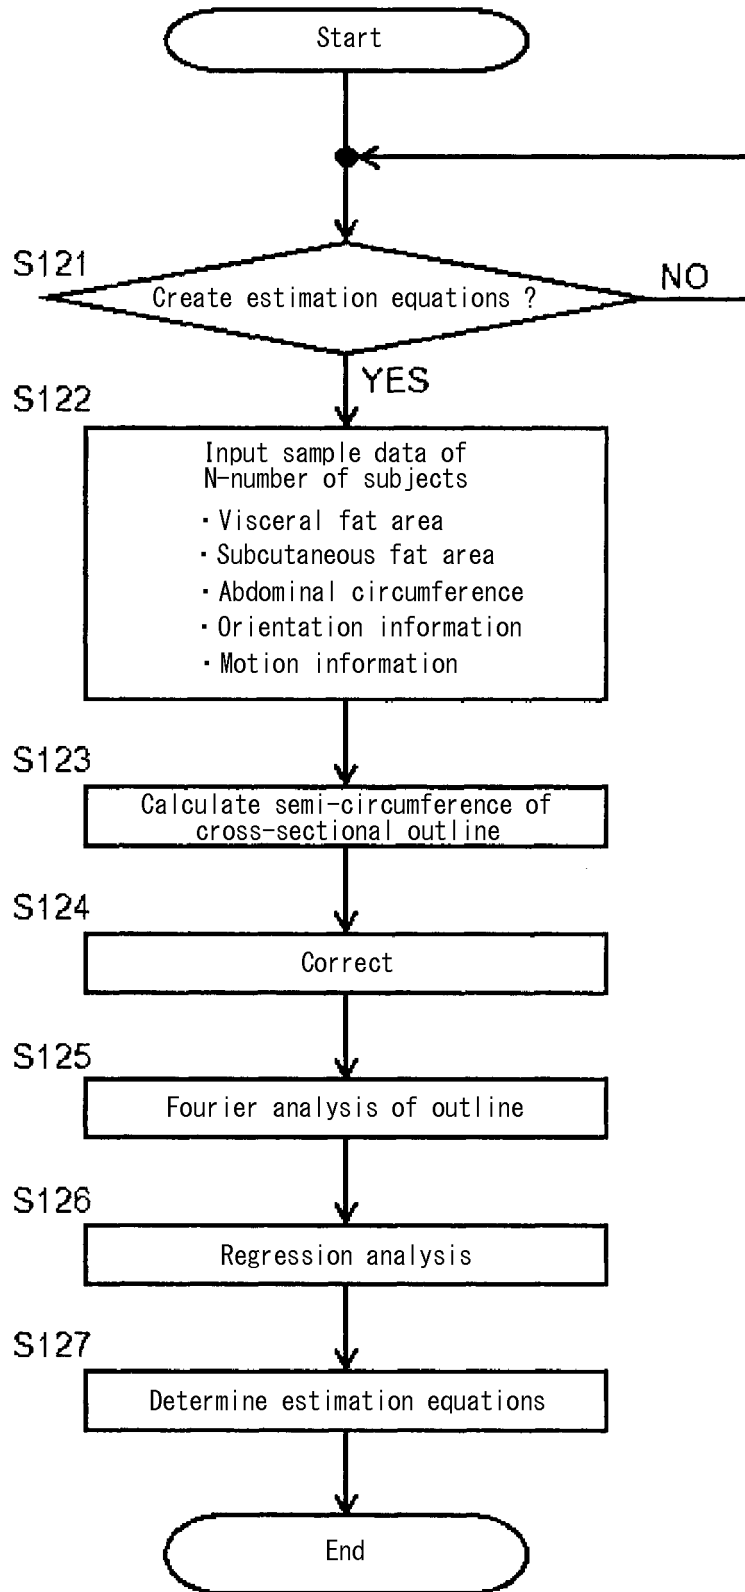 Start
S121
Create estimation equations ?
NO
YES
S122
Input sample data of
N-number of subjects
・Visceral fat area
・Subcutaneous fat area
・Abdominal circumference
・Orientation information
・Motion information
S123
Calculate semi-circumference of
cross-sectional outline
S124
Correct
S125
Fourier analysis of outline
S126
Regression analysis
S127
Determine estimation equations
End